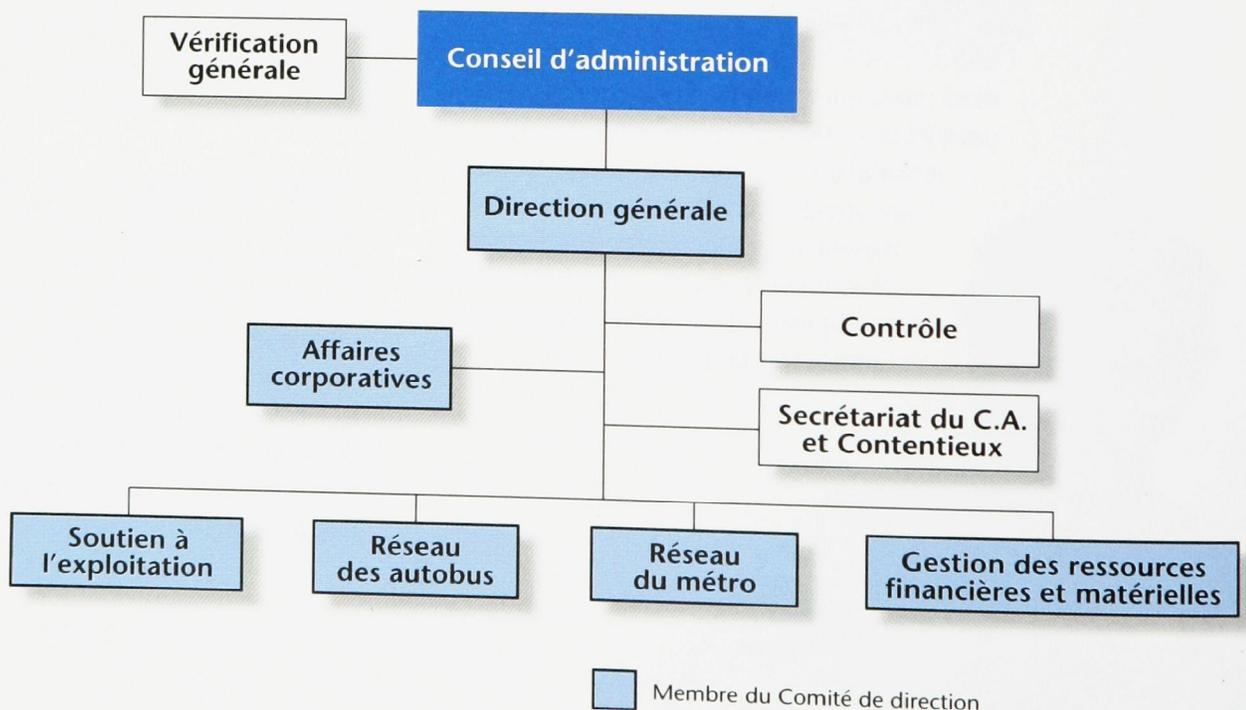 Vérification
générale
Conseil d'administration
Direction générale
Contrôle
Affaires
corporatives
Secrétariat du C.A.
et Contentieux
Soutien à
l'exploitation
Réseau
des autobus
Réseau
du métro
Gestion des ressources
financières et matérielles
Membre du Comité de direction